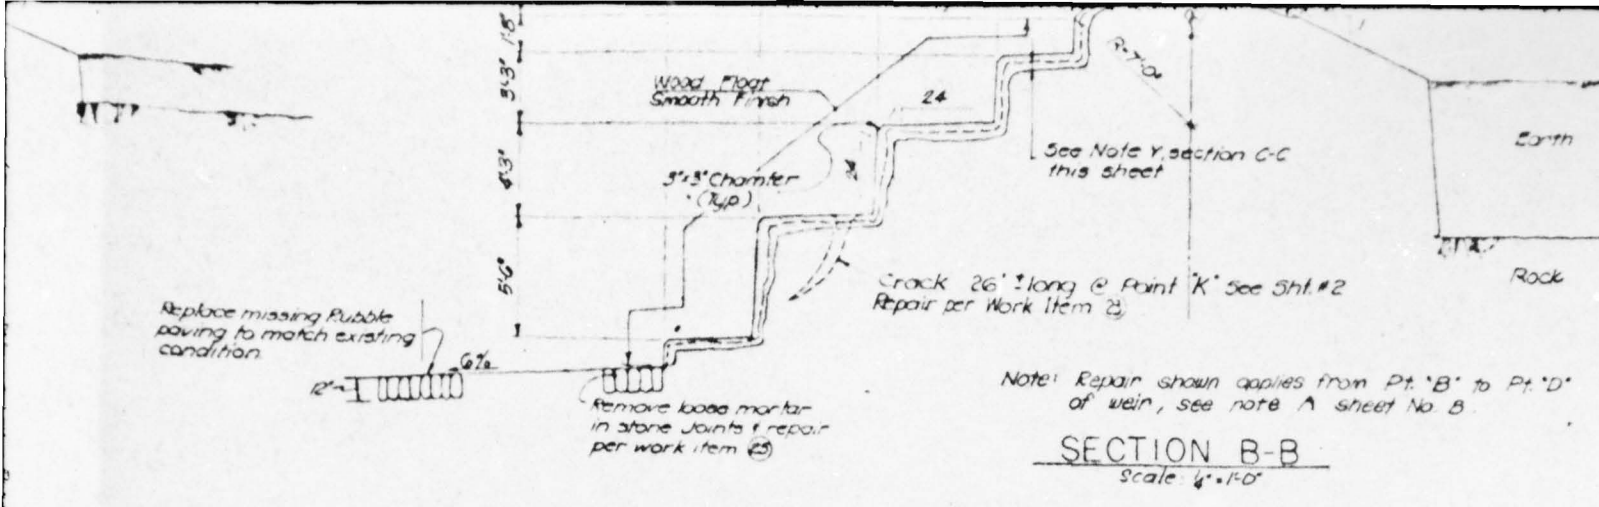 1'-8"
3'-3"
4'-3"
5'-6"
Wood Float
Smooth Finish
24
24
R=7'-0"
See Note Y, section C-C
this sheet
Earth
Rock
3"x3" Chamfer
(Typ.)
Crack 26' ± long @ Point "K" See Sht. #2
Repair per Work Item 23
Replace missing Rubble
paving to match existing
condition.
6%
12"
Remove loose mortar
in stone joints & repair
per work item
Note: Repair shown applies from Pt. "B" to Pt. "D"
of weir, see note A sheet No. 8.
SECTION B-B
Scale: ¼"=1'-0"